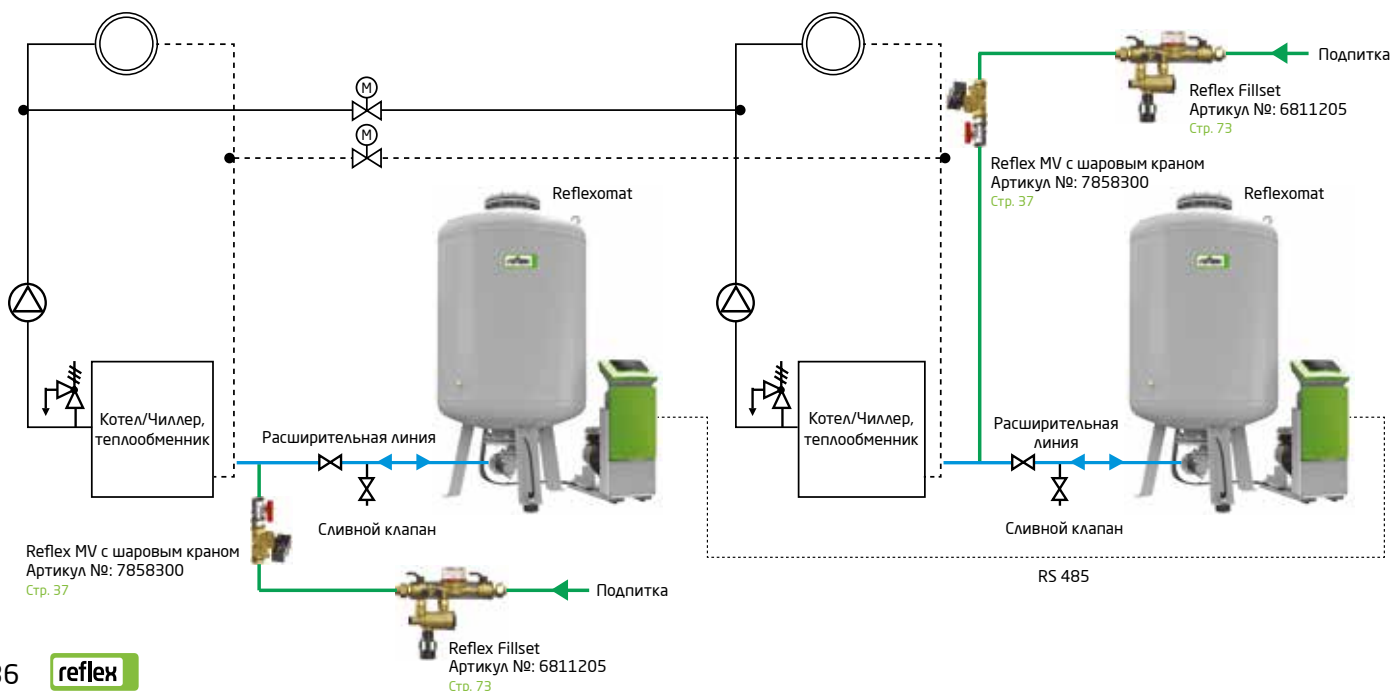 Подпитка
Reflex Fillset
Артикул №: 6811205
Стр. 73
M
M
Reflex MV с шаровым краном
Артикул №: 7858300
Стр. 37
Reflexomat
Reflexomat
reflex
reflex
Котел/Чиллер,
теплообменник
Расширительная линия
Сливной клапан
Котел/Чиллер,
теплообменник
Расширительная
линия
Сливной клапан
Reflex MV с шаровым краном
Артикул №: 7858300
Стр. 37
RS 485
Подпитка
Reflex Fillset
Артикул №: 6811205
Стр. 73
reflex